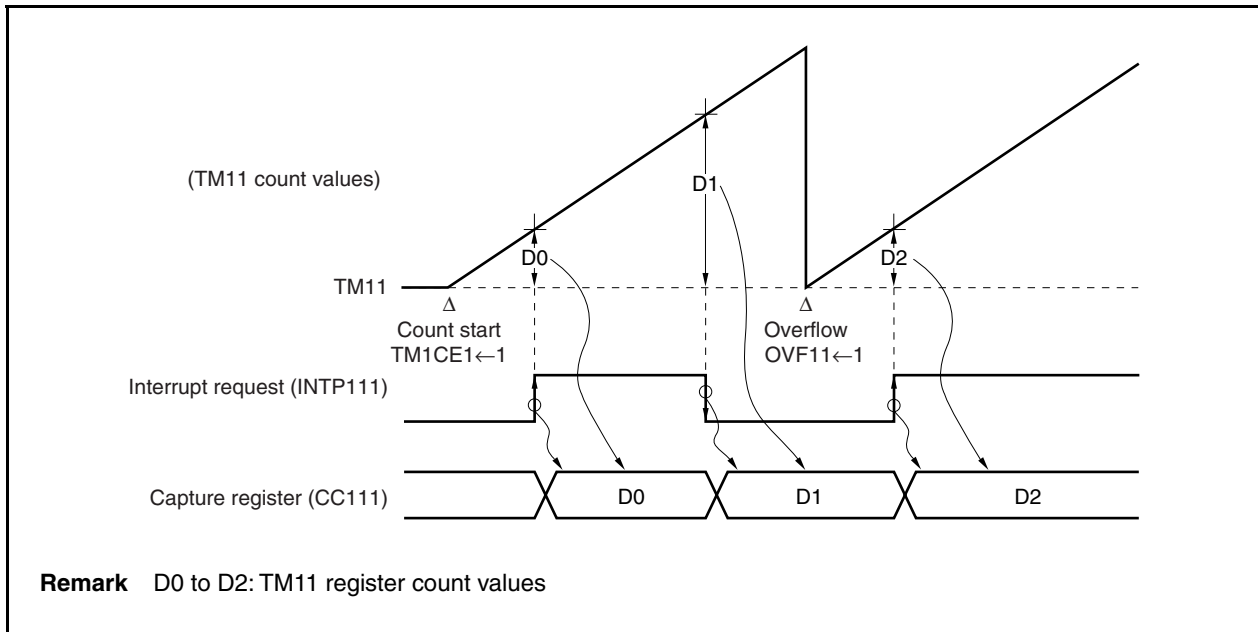 (TM11 count values)
D1
D0
D2
TM11
Δ
Δ
Count start
Overflow
TM1CE1←1
OVF11←1
Interrupt request (INTP111)
Capture register (CC111)
D0
D1
D2
Remark D0 to D2: TM11 register count values